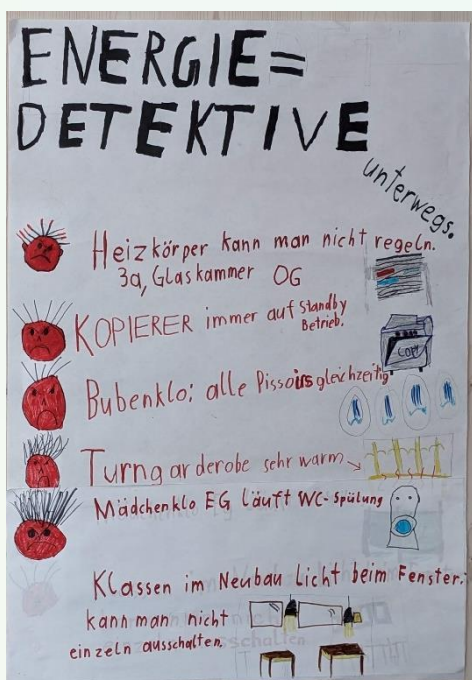 ENERGIE=
DETEKTIVE
unterwegs.
Heizkörper kann man nicht regeln.
3a, Glaskammer OG
KOPIERER immer auf Standby
Betrieb.
COPY
Bubenklo: alle Pissoirs gleichzeitig
Turngarderobe sehr warm →
Mädchenklo EG läuft WC-Spülung
Klassen im Neubau Licht beim Fenster.
kann man nicht
einzeln ausschalten.